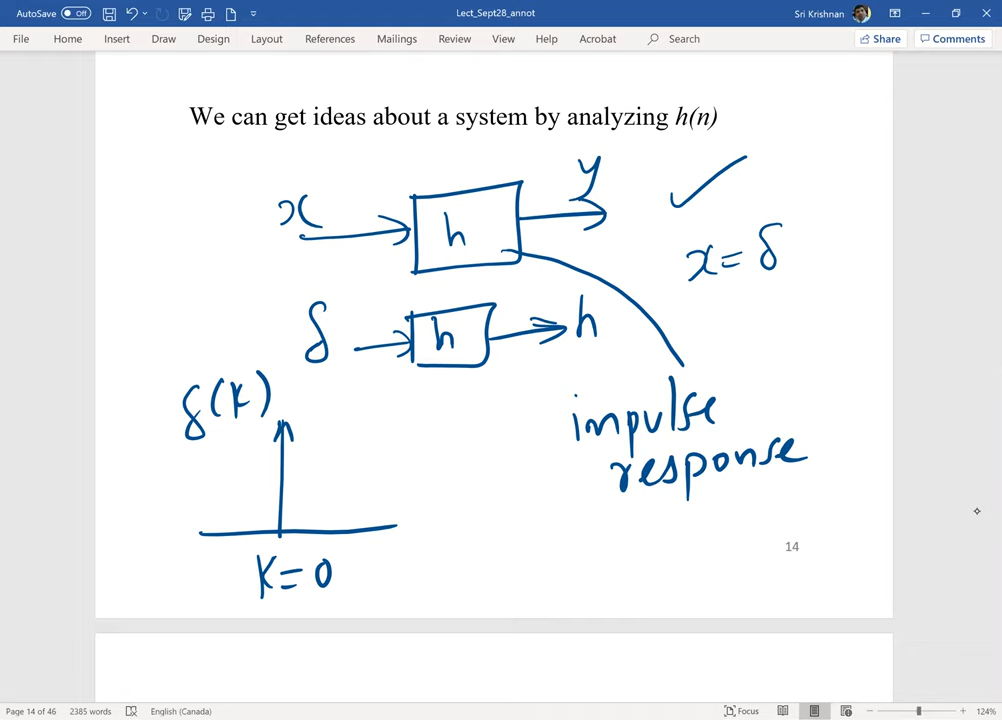 AutoSave Off Lect_Sept28_annot Sri Krishnan
File Home Insert Draw Design Layout References Mailings Review View Help Acrobat Search Share Comments
We can get ideas about a system by analyzing h(n)
x h y
x = δ
δ h h
δ(k)
impulse
response
14
k = 0
Page 14 of 46 2385 words English (Canada) Focus 124%